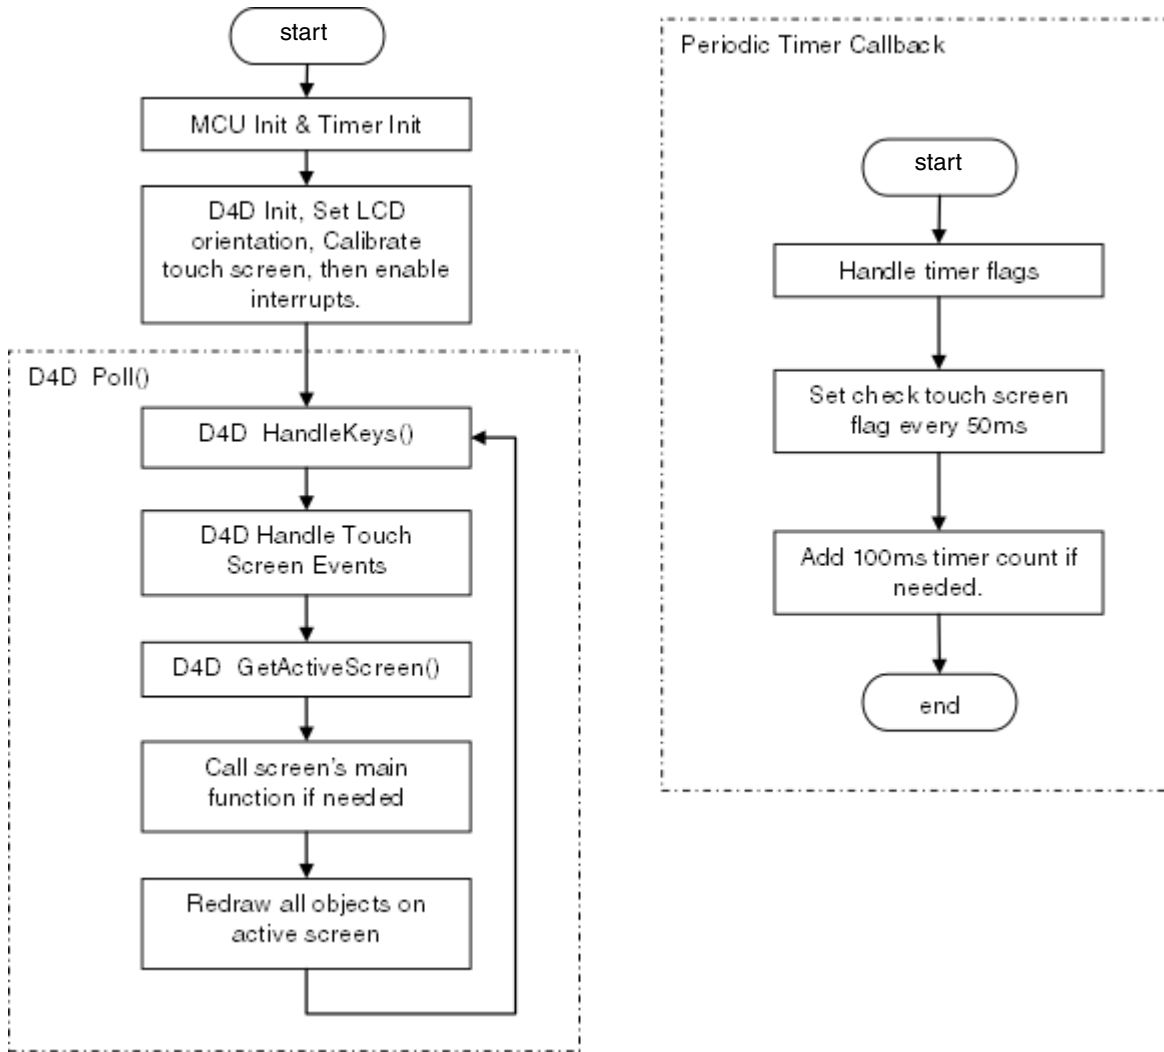 start
MCU Init & Timer Init
D4D Init, Set LCD
orientation, Calibrate
touch screen, then enable
interrupts.
D4D Poll()
D4D HandleKeys()
D4D Handle Touch
Screen Events
D4D GetActiveScreen()
Call screen's main
function if needed
Redraw all objects on
active screen
Periodic Timer Callback
start
Handle timer flags
Set check touch screen
flag every 50ms
Add 100ms timer count if
needed.
end